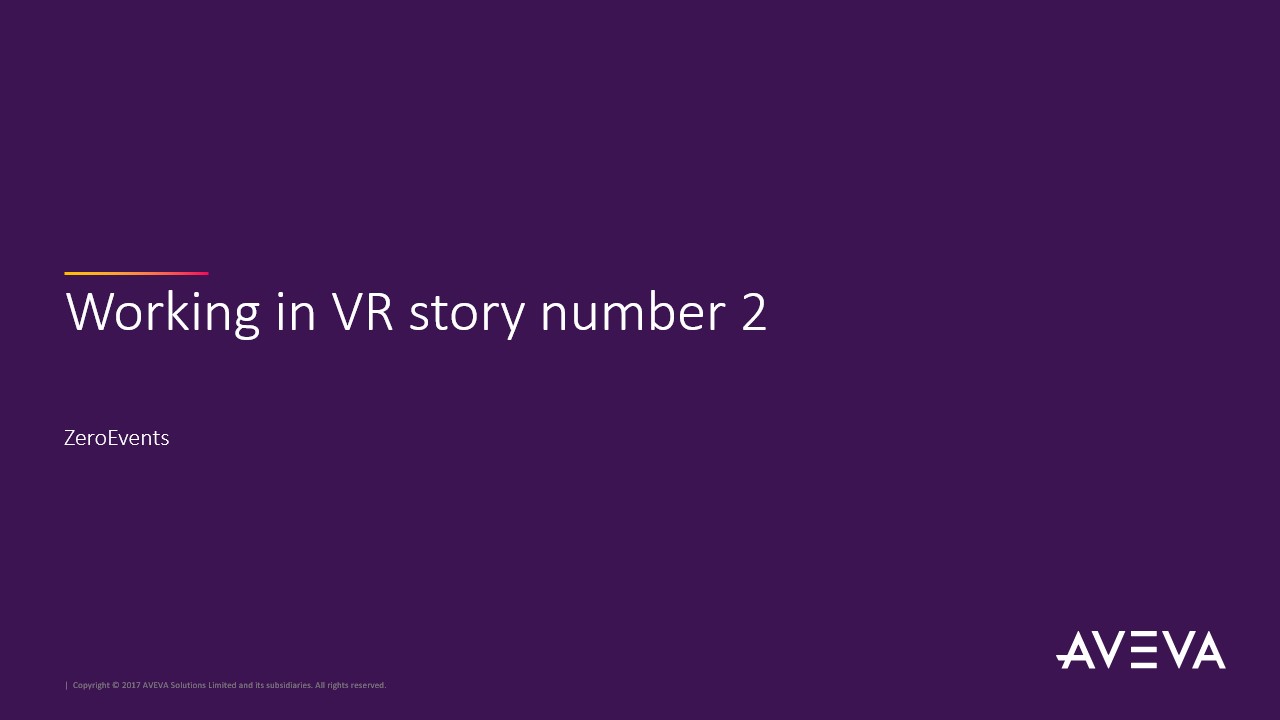 Working in VR story number 2
ZeroEvents
AVEVA
| Copyright © 2017 AVEVA Solutions Limited and its subsidiaries. All rights reserved.